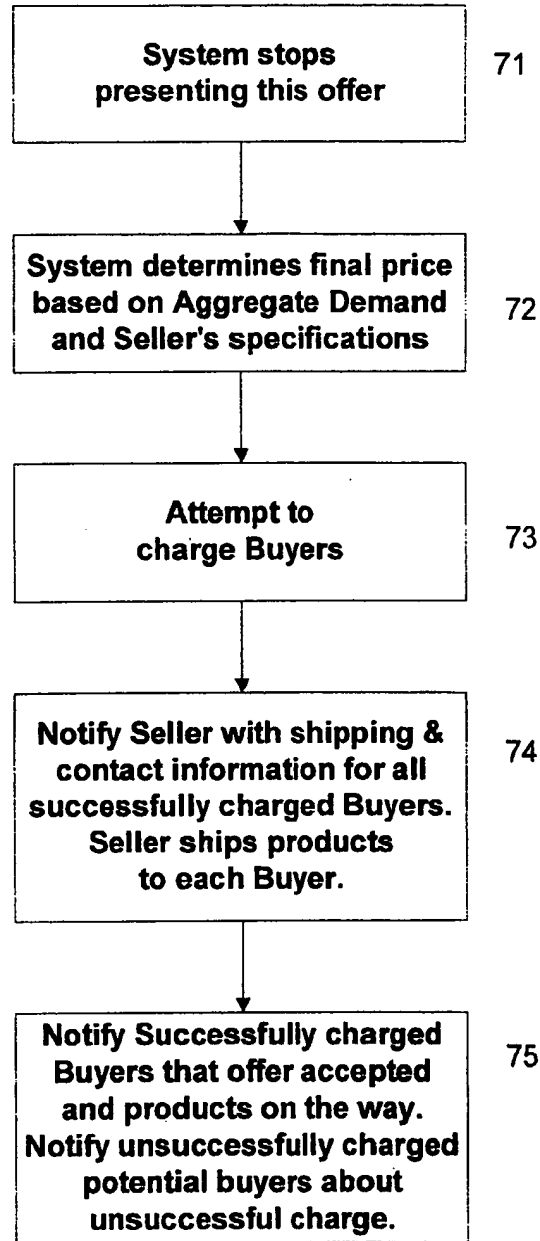 System stops
presenting this offer
71
System determines final price
based on Aggregate Demand
and Seller's specifications
72
Attempt to
charge Buyers
73
Notify Seller with shipping &
contact information for all
successfully charged Buyers.
Seller ships products
to each Buyer.
74
Notify Successfully charged
Buyers that offer accepted
and products on the way.
Notify unsuccessfully charged
potential buyers about
unsuccessful charge.
75